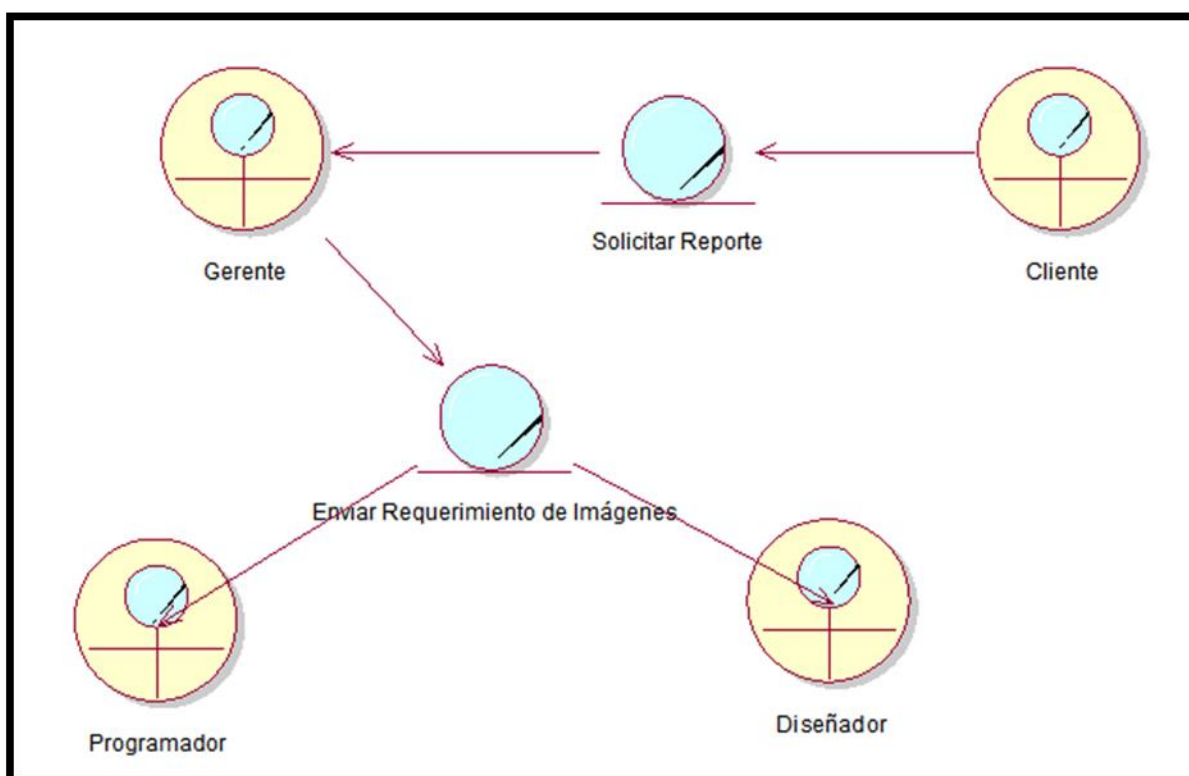 Solicitar Reporte
Gerente
Cliente
Enviar Requerimiento de Imágenes
Programador
Diseñador